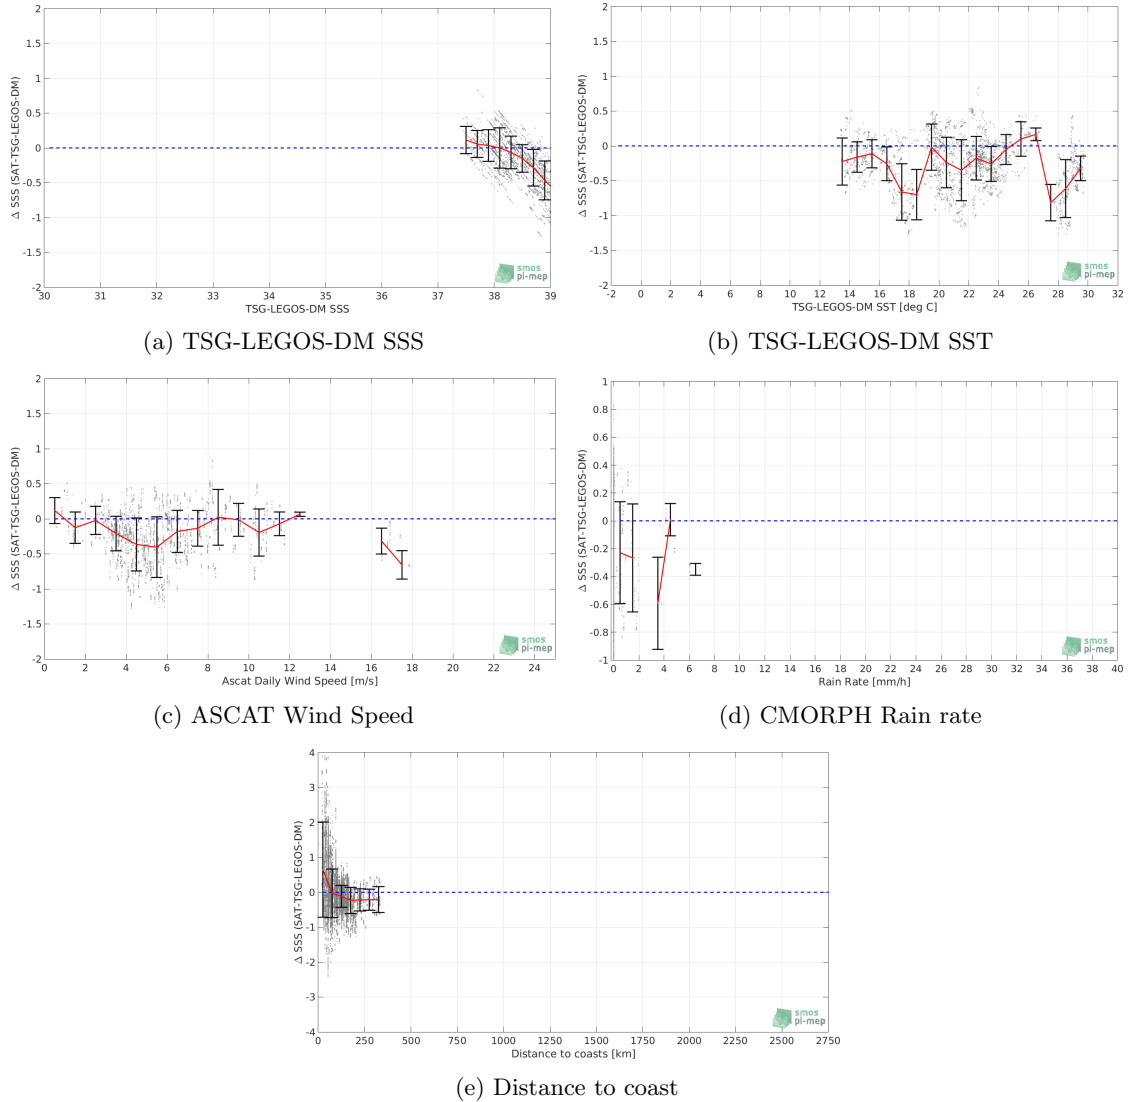 2
1.5
1
0.5
0
-0.5
-1
-1.5
-2
Δ SSS (SAT-TSG-LEGOS-DM)
30 31 32 33 34 35 36 37 38 39
TSG-LEGOS-DM SSS
smos
pi-mep
(a) TSG-LEGOS-DM SSS
2
1.5
1
0.5
0
-0.5
-1
-1.5
-2
Δ SSS (SAT-TSG-LEGOS-DM)
-2 0 2 4 6 8 10 12 14 16 18 20 22 24 26 28 30 32
TSG-LEGOS-DM SST [deg C]
smos
pi-mep
(b) TSG-LEGOS-DM SST
2
1.5
1
0.5
0
-0.5
-1
-1.5
-2
Δ SSS (SAT-TSG-LEGOS-DM)
0 2 4 6 8 10 12 14 16 18 20 22 24
Ascat Daily Wind Speed [m/s]
smos
pi-mep
(c) ASCAT Wind Speed
1
0.8
0.6
0.4
0.2
0
-0.2
-0.4
-0.6
-0.8
-1
Δ SSS (SAT-TSG-LEGOS-DM)
0 2 4 6 8 10 12 14 16 18 20 22 24 26 28 30 32 34 36 38 40
Rain Rate [mm/h]
smos
pi-mep
(d) CMORPH Rain rate
4
3
2
1
0
-1
-2
-3
-4
Δ SSS (SAT-TSG-LEGOS-DM)
0 250 500 750 1000 1250 1500 1750 2000 2250 2500 2750
Distance to coasts [km]
smos
pi-mep
(e) Distance to coast